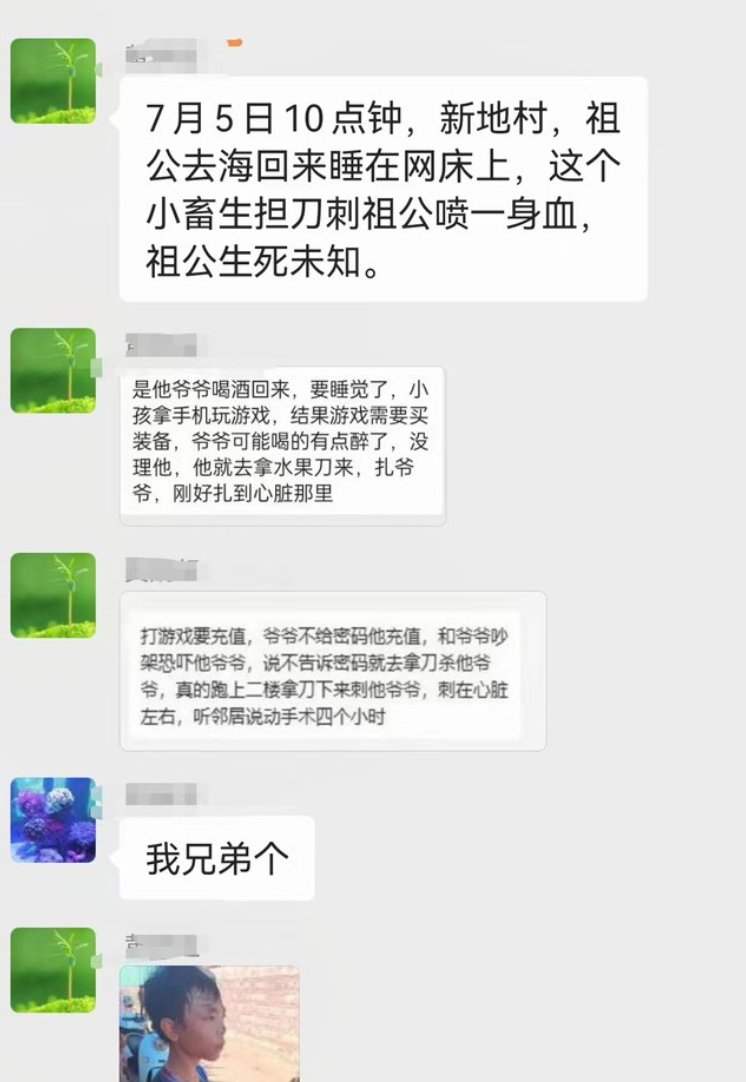 7月5日10点钟，新地村，祖
公去海回来睡在网床上，这个
小畜生担刀刺祖公喷一身血，
祖公生死未知。
是他爷爷喝酒回来，要睡觉了，小
孩拿手机玩游戏，结果游戏需要买
装备，爷爷可能喝的有点醉了，没
理他，他就去拿水果刀来，扎爷
爷，刚好扎到心脏那里
打游戏要充值，爷爷不给密码他充值，和爷爷吵
架恐吓他爷爷，说不告诉密码就去拿刀杀他爷
爷，真的跑上二楼拿刀下来刺他爷爷，刺在心脏
左右，听邻居说动手术四个小时
我兄弟个